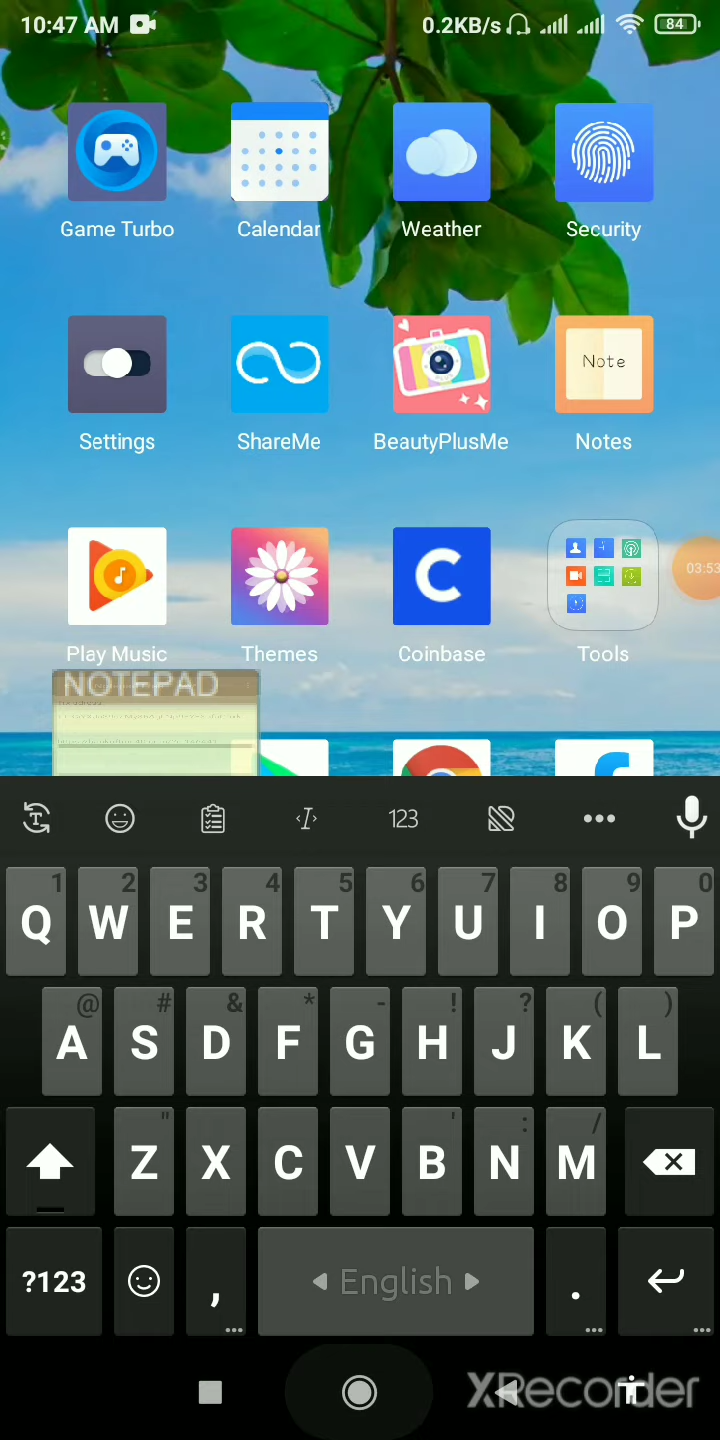 10:47 AM 0.2KB/s 84
Game Turbo Calendar Weather Security
Note
Settings ShareMe BeautyPlusMe Notes
03:53
Play Music Themes Coinbase Tools
NOTEPAD
123
1 2 3 4 5 6 7 8 9 0
Q W E R T Y U I O P
@ # & * - ! ? ( )
A S D F G H J K L
" ' : /
Z X C V B N M
?123 , English .
XRecorder